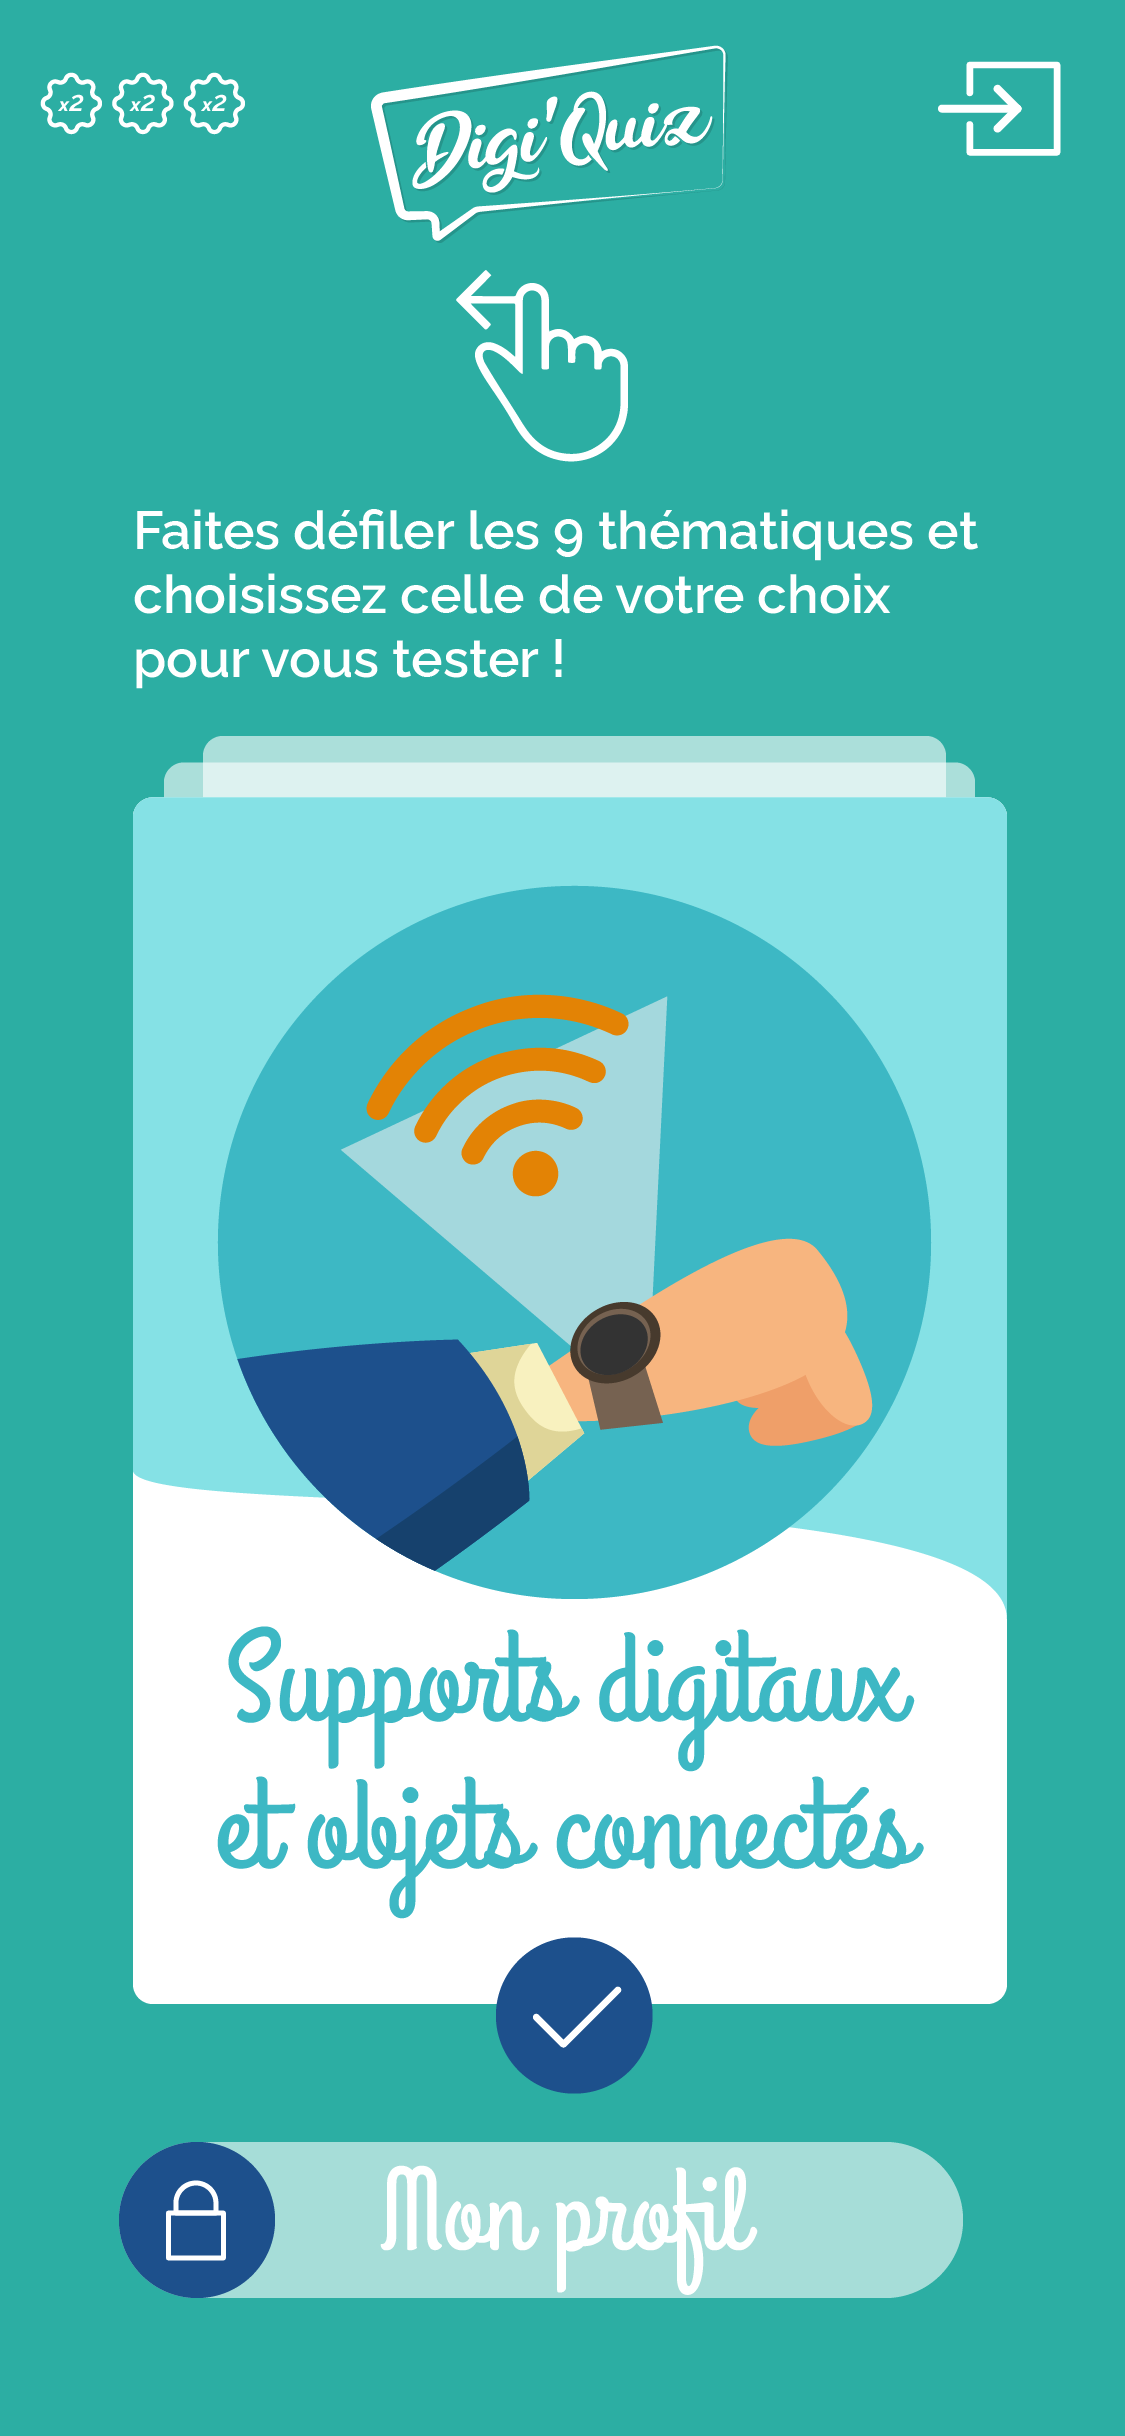 x2 x2 x2
Digi'Quiz
Faites défiler les 9 thématiques et
choisissez celle de votre choix
pour vous tester !
Supports digitaux
et objets connectés
Mon profil